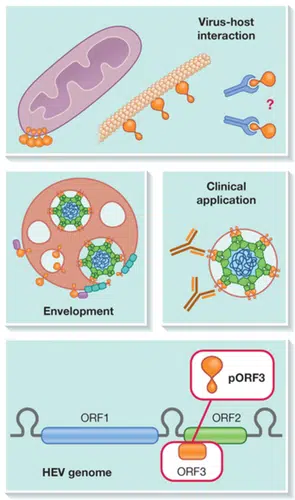 Virus-host
interaction
?
Envelopment
Clinical
application
pORF3
ORF1
ORF2
ORF3
HEV genome